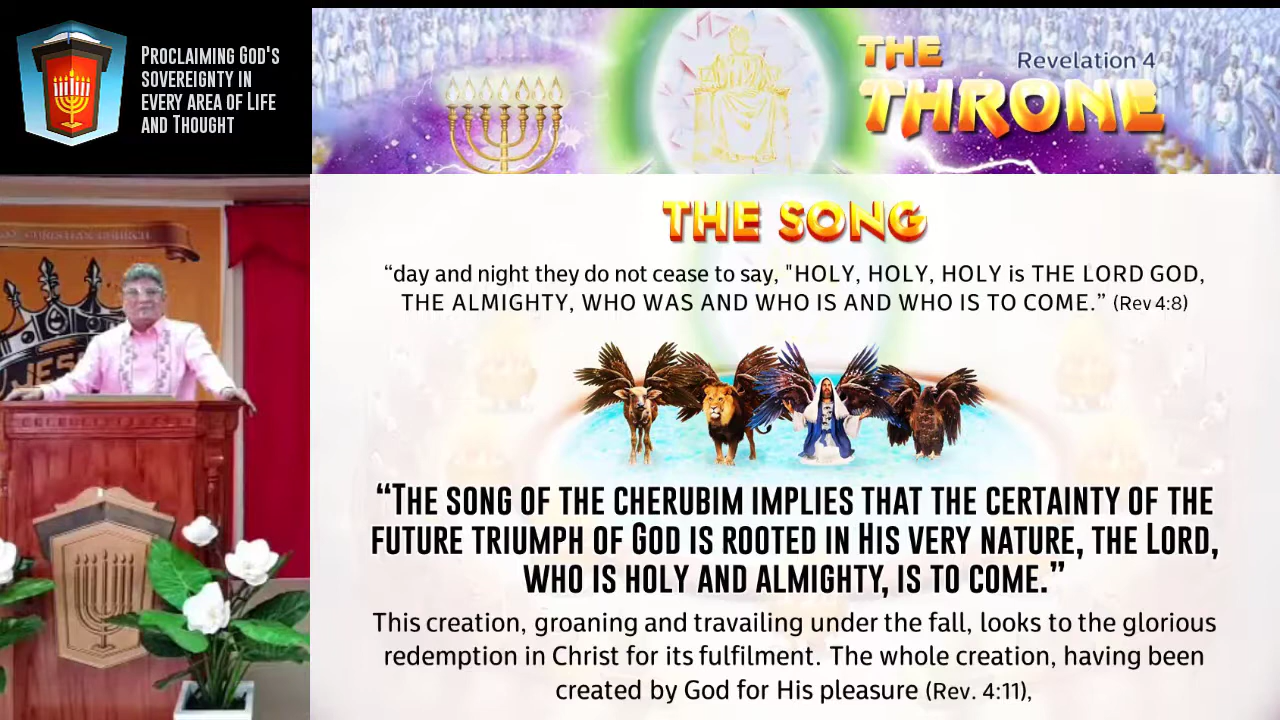 PROCLAIMING GOD'S
SOVEREIGNTY IN
EVERY AREA OF LIFE
AND THOUGHT
THE
THRONE
Revelation 4
CHRISTIAN CHURCH
THE SONG
“day and night they do not cease to say, "HOLY, HOLY, HOLY is THE LORD GOD,
THE ALMIGHTY, WHO WAS AND WHO IS AND WHO IS TO COME.” (Rev 4:8)
“THE SONG OF THE CHERUBIM IMPLIES THAT THE CERTAINTY OF THE
FUTURE TRIUMPH OF GOD IS ROOTED IN HIS VERY NATURE, THE LORD,
WHO IS HOLY AND ALMIGHTY, IS TO COME.”
This creation, groaning and travailing under the fall, looks to the glorious
redemption in Christ for its fulfilment. The whole creation, having been
created by God for His pleasure (Rev. 4:11),